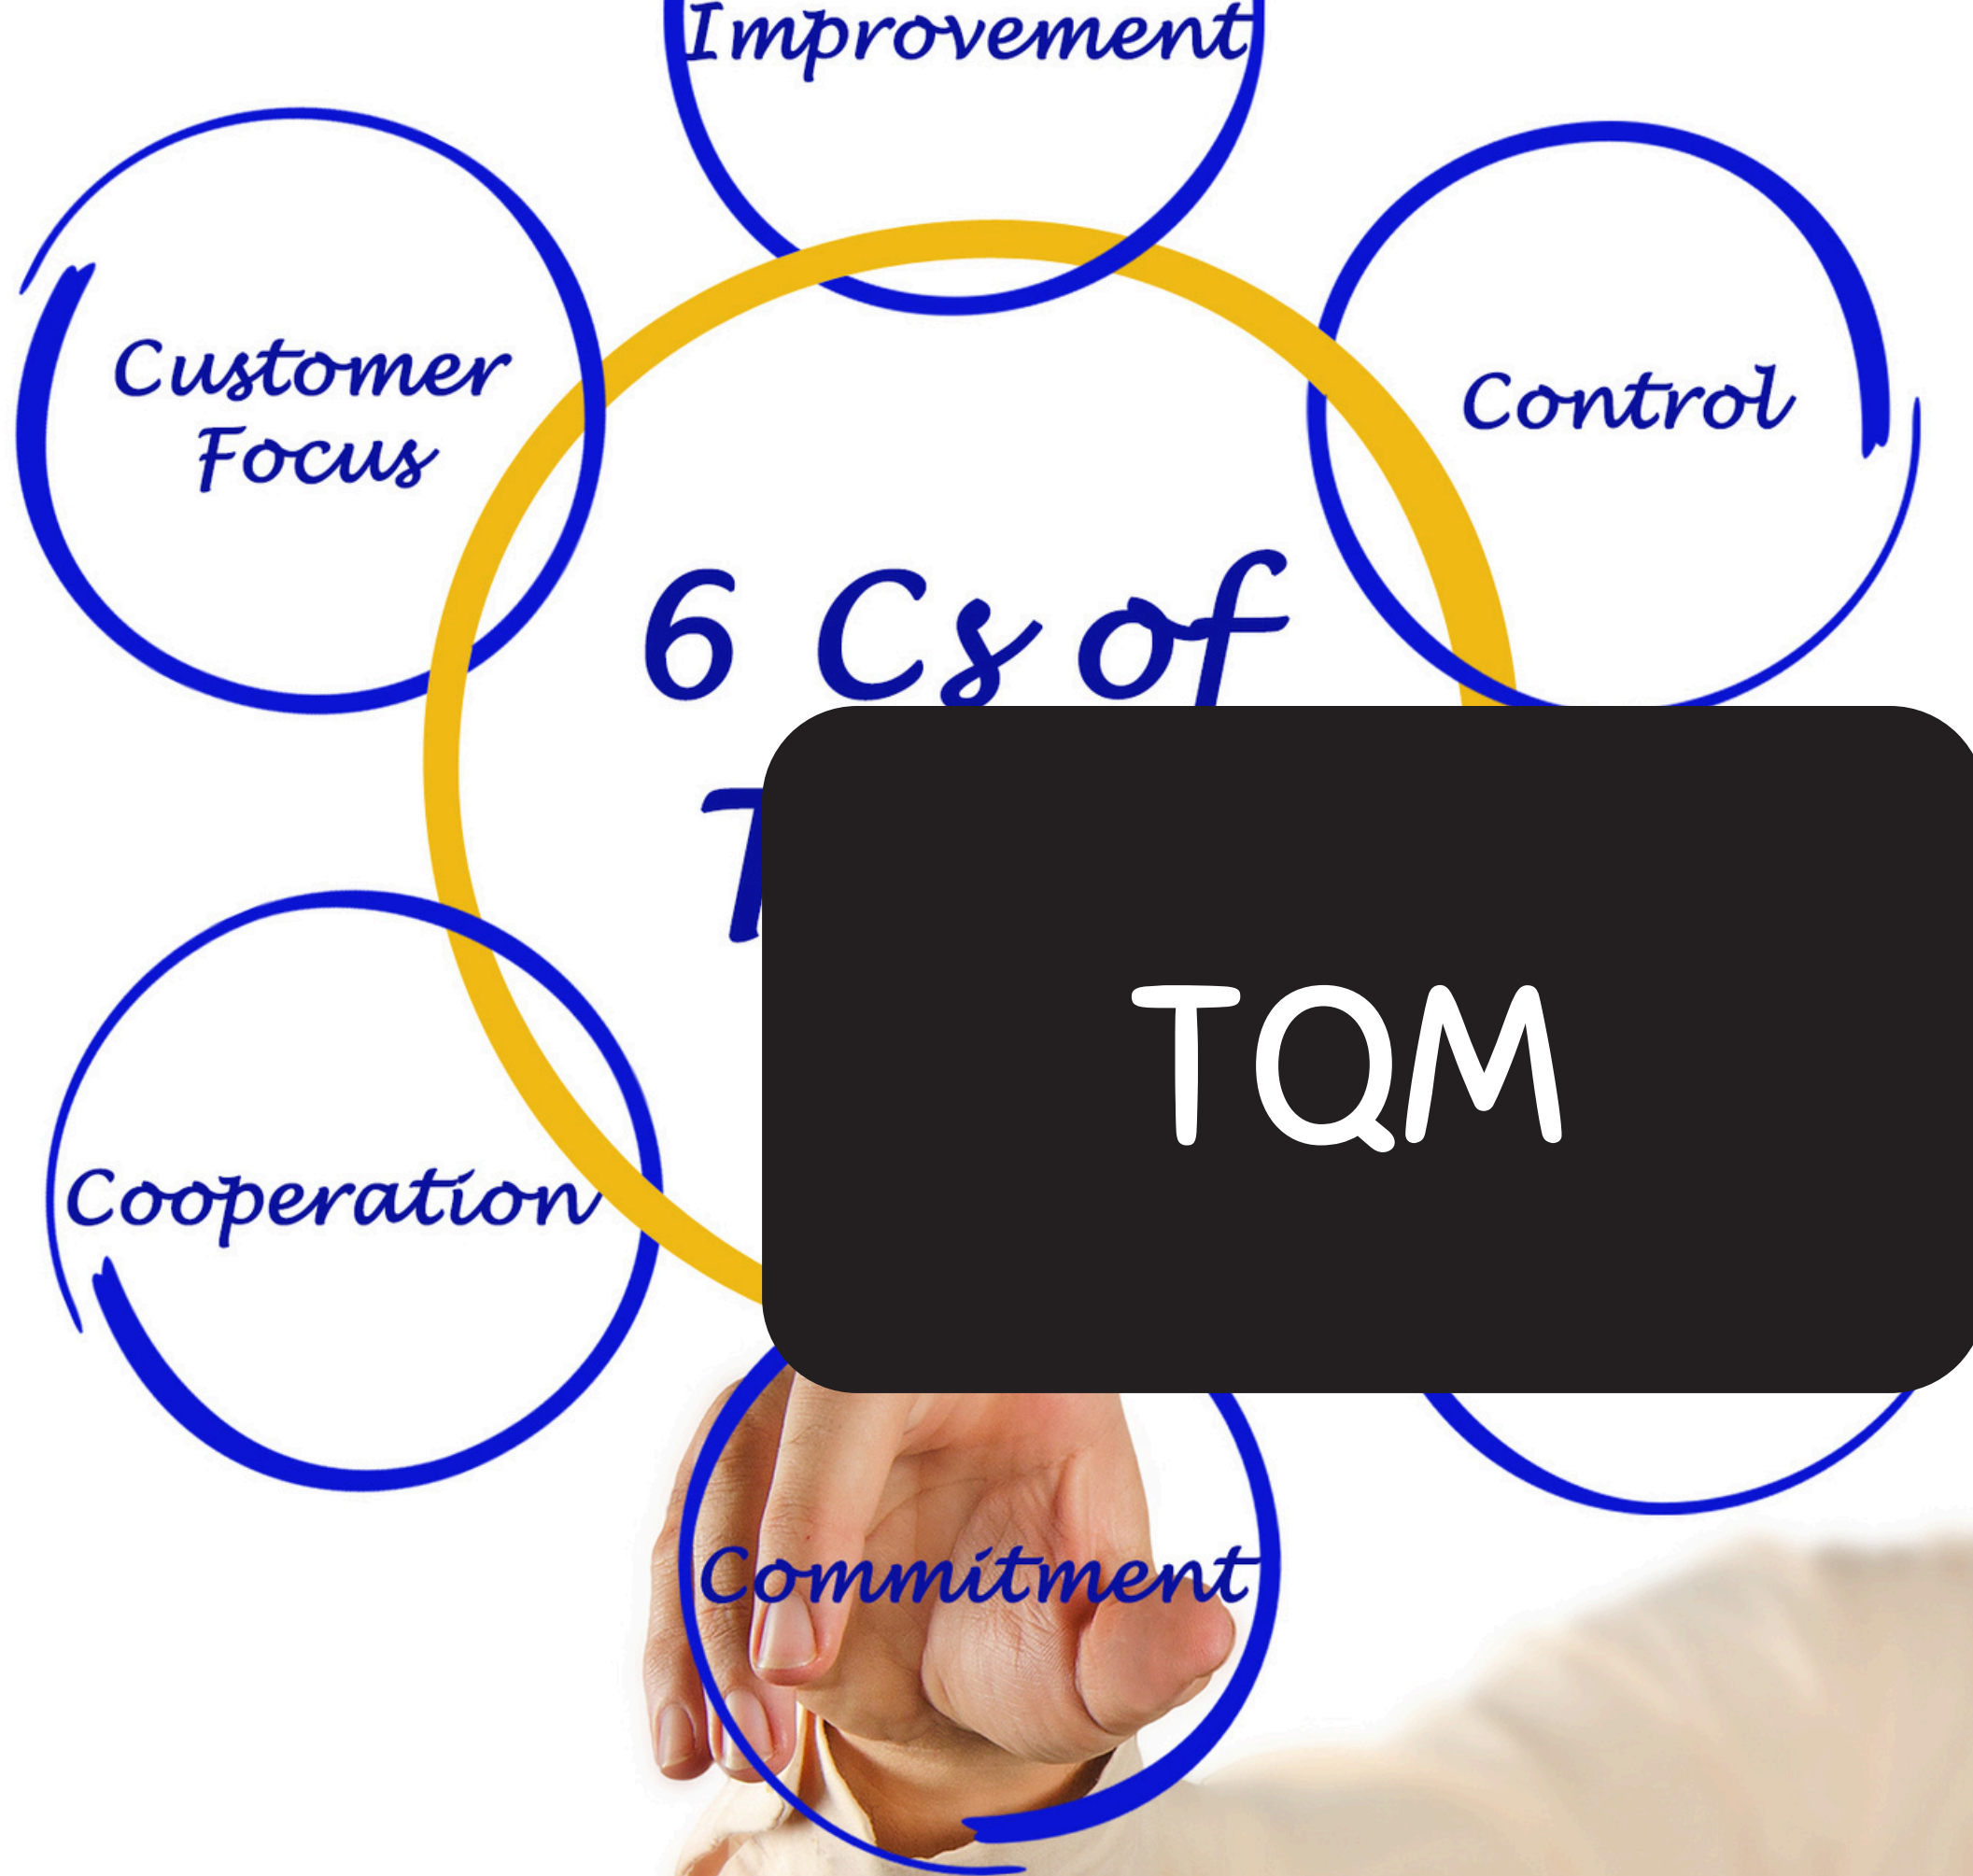 Improvement
Customer
Focus
Control
6 Cs of
T
TQM
Cooperation
Commitment